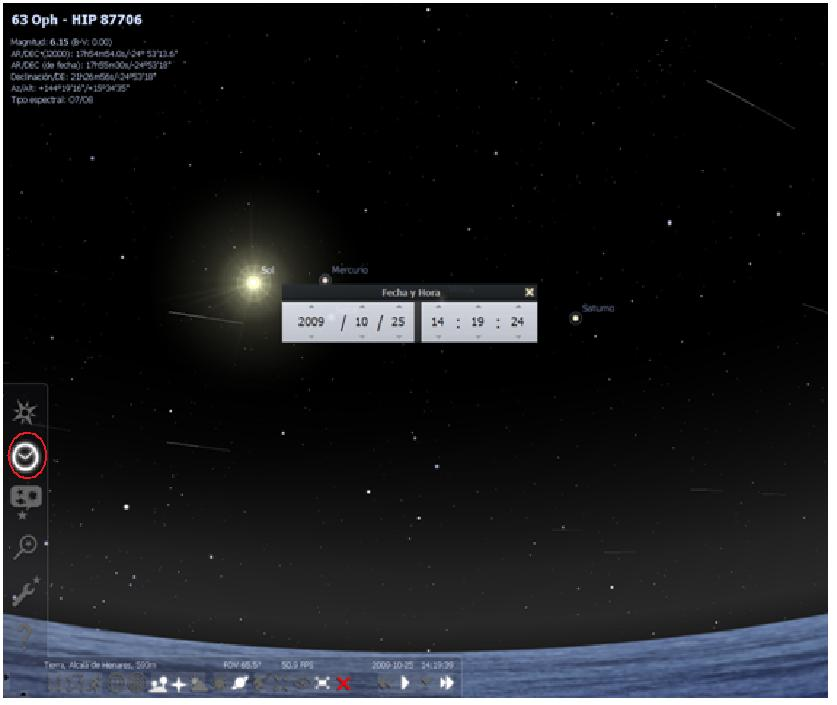 63 Oph - HIP 87706
Magnitud: 6.15 (B-V: 0.00)
AR/DEC (J2000): 17h54m54.0s/-24°53'13.6"
AR/DEC (de fecha): 17h55m30s/-24°53'18"
Declinación/DE: 21h26m56s/-24°53'18"
Az/Alt: +144°19'16"/+15°34'35"
Tipo espectral: O7/O8
Sol
Mercurio
Fecha y Hora
2009 / 10 / 25 14 : 19 : 24
Saturno
?
Tierra, Alcalá de Henares, 593m FOV 65.5° 50.9 FPS 2009-10-25 14:19:39